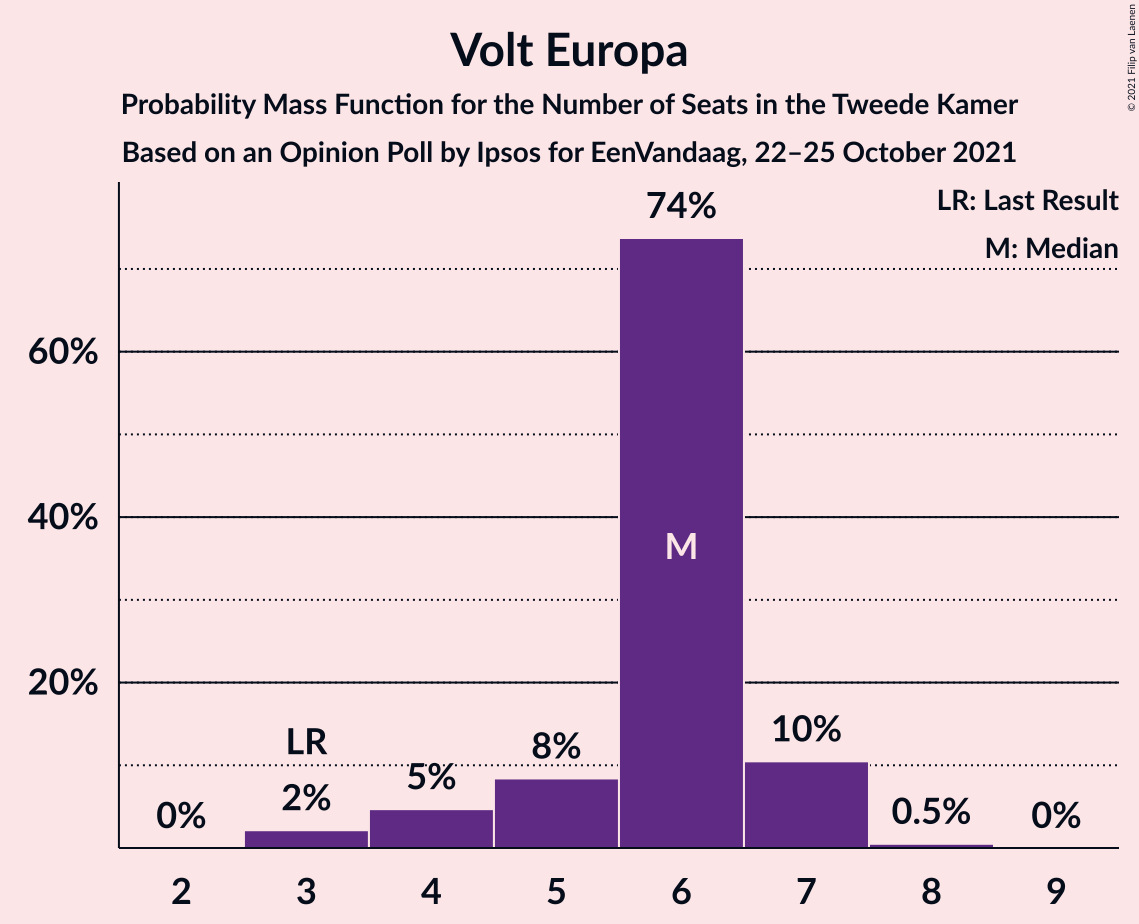 Volt Europa
Probability Mass Function for the Number of Seats in the Tweede Kamer
Based on an Opinion Poll by Ipsos for EenVandaag, 22–25 October 2021
© 2021 Filip van Laenen
LR: Last Result
M: Median
74%
60%
40%
M
20%
LR
10%
8%
5%
2%
0%
0.5%
0%
2 3 4 5 6 7 8 9